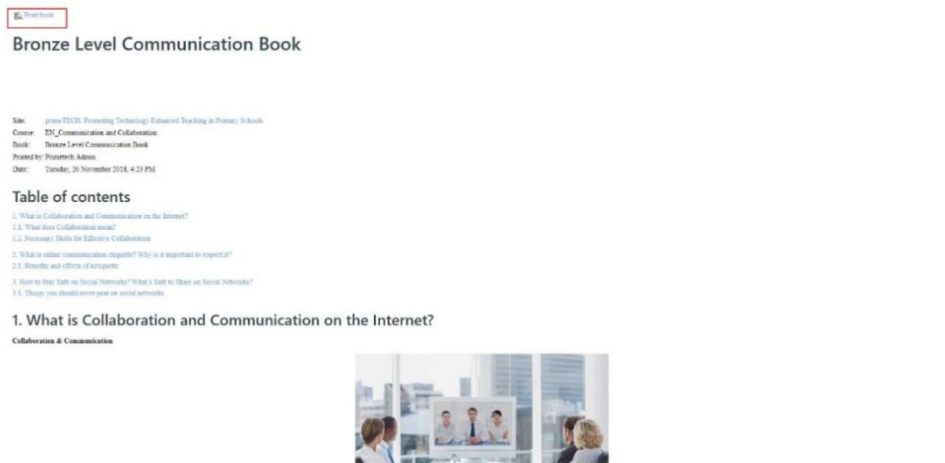 Print book
Bronze Level Communication Book
Site: primeTECH: Promoting Technology Enhanced Teaching in Primary Schools
Course: EN_Communication and Collaboration
Book: Bronze Level Communication Book
Printed by: Primetech Admin
Date: Tuesday, 20 November 2018, 4:23 PM
Table of contents
1. What is Collaboration and Communication on the Internet?
1.1. What does Collaboration mean?
1.2. Necessary Skills for Effective Collaboration
2. What is online communication etiquette? Why is it important to respect it?
2.1. Benefits and effects of netiquette
3. How to Stay Safe on Social Networks? What's Safe to Share on Social Networks?
3.1. Things you should never post on social networks
1. What is Collaboration and Communication on the Internet?
Collaboration & Communication